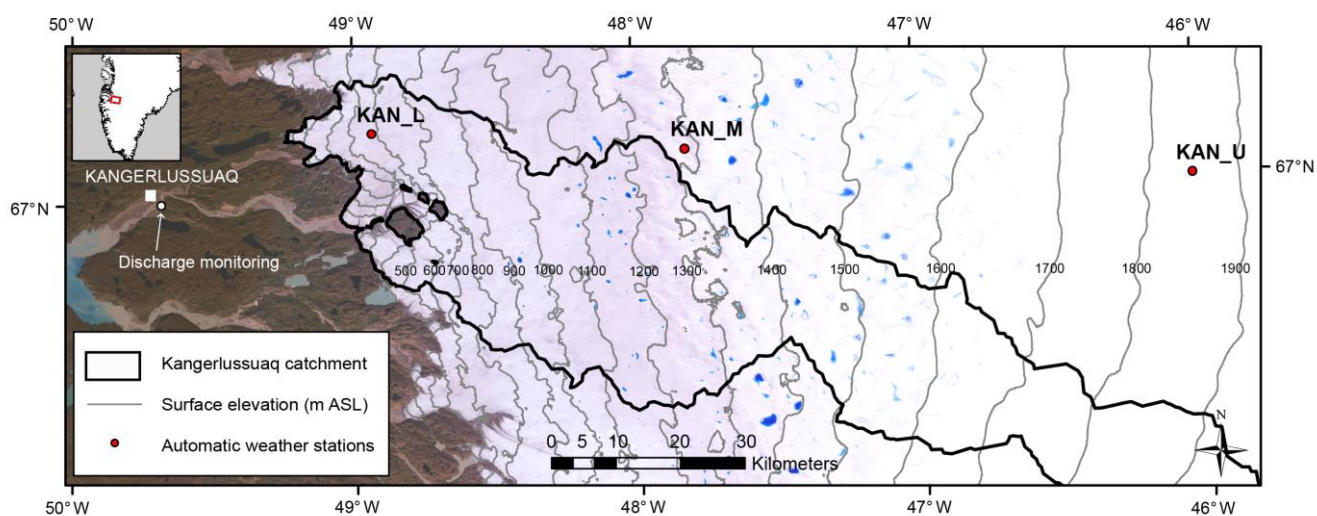 50°W 49°W 48°W 47°W 46°W
KAN_L
KAN_M
KAN_U
KANGERLUSSUAQ
67°N
67°N
Discharge monitoring
500 600 700 800 900 1000 1100 1200 1300 1400 1500 1600 1700 1800 1900
Kangerlussuaq catchment
Surface elevation (m ASL)
Automatic weather stations
0 5 10 20 30
Kilometers
N
50°W 49°W 48°W 47°W 46°W